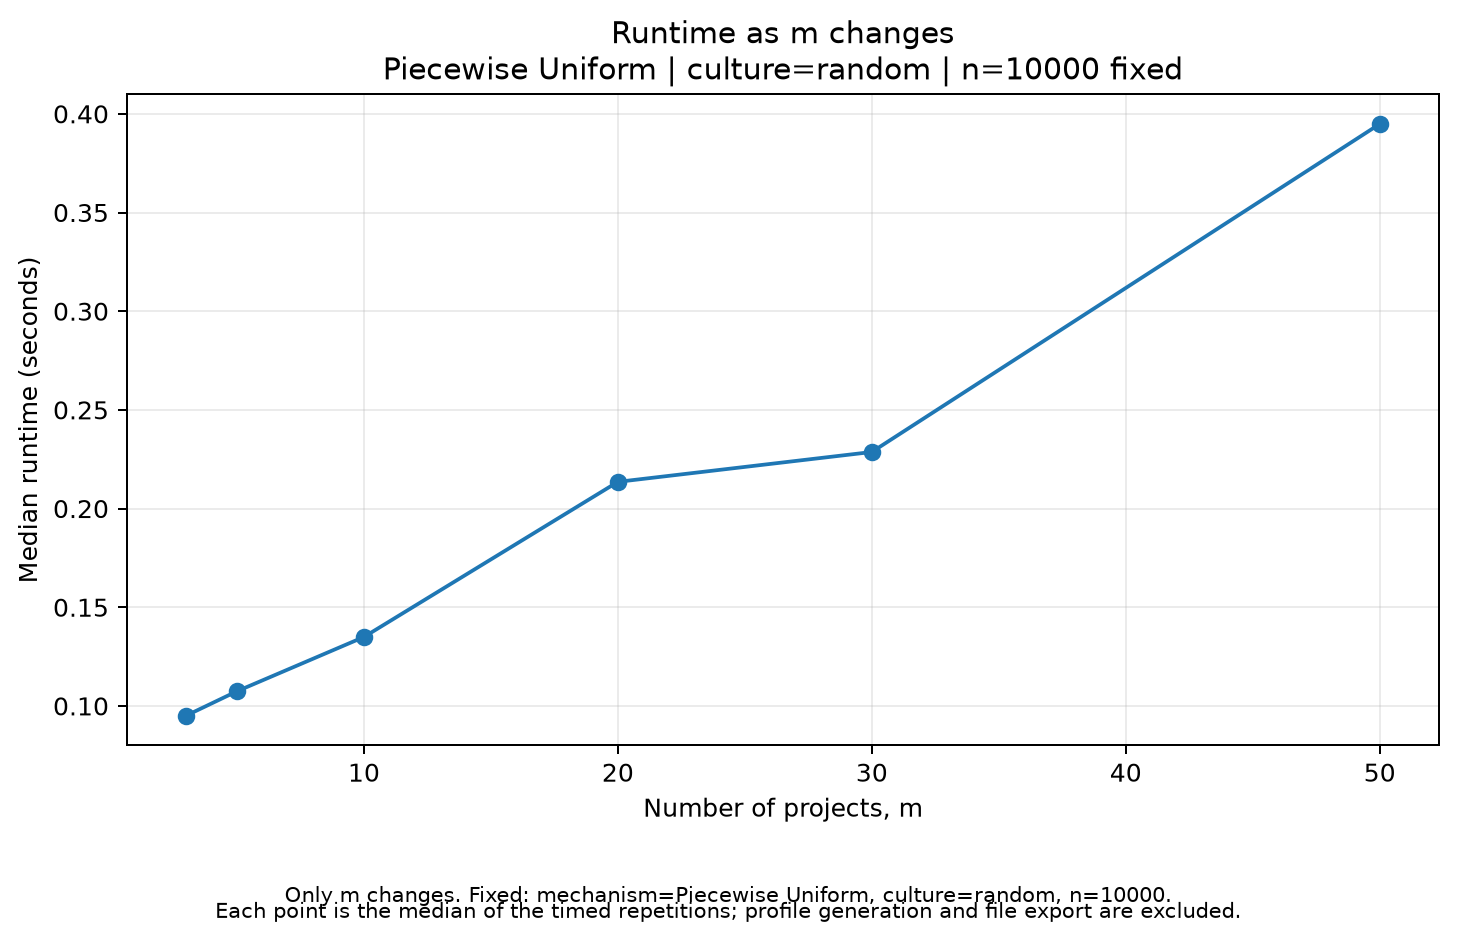 Runtime as m changes
Piecewise Uniform | culture=random | n=10000 fixed
0.40
0.35
0.30
0.25
0.20
0.15
0.10
Median runtime (seconds)
10 20 30 40 50
Number of projects, m
Only m changes. Fixed: mechanism=Piecewise Uniform, culture=random, n=10000.
Each point is the median of the timed repetitions; profile generation and file export are excluded.